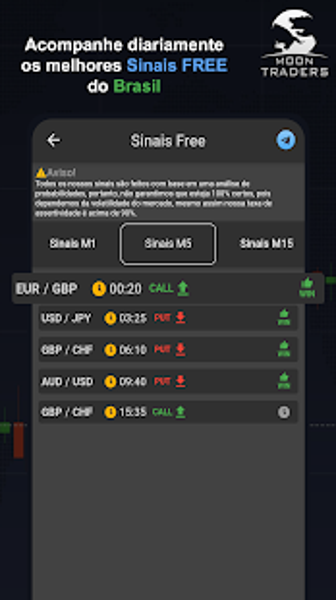 Acompanhe diariamente
os melhores Sinais FREE
do Brasil
MOON
TRADERS
Sinais Free
Aviso!
Todos os nossos sinais são feitos com base em uma analise de
probabilidades, portanto, não garantimos que esteja 100% certos, pois
dependemos da volatilidade do mercado, mesmo assim nossa taxa de
assertividade é acima de 90%.
Sinais M1 Sinais M5 Sinais M15
EUR / GBP 00:20 CALL WIN
USD / JPY 03:25 PUT WIN
GBP / CHF 06:10 PUT WIN
AUD / USD 09:40 PUT WIN
GBP / CHF 15:35 CALL